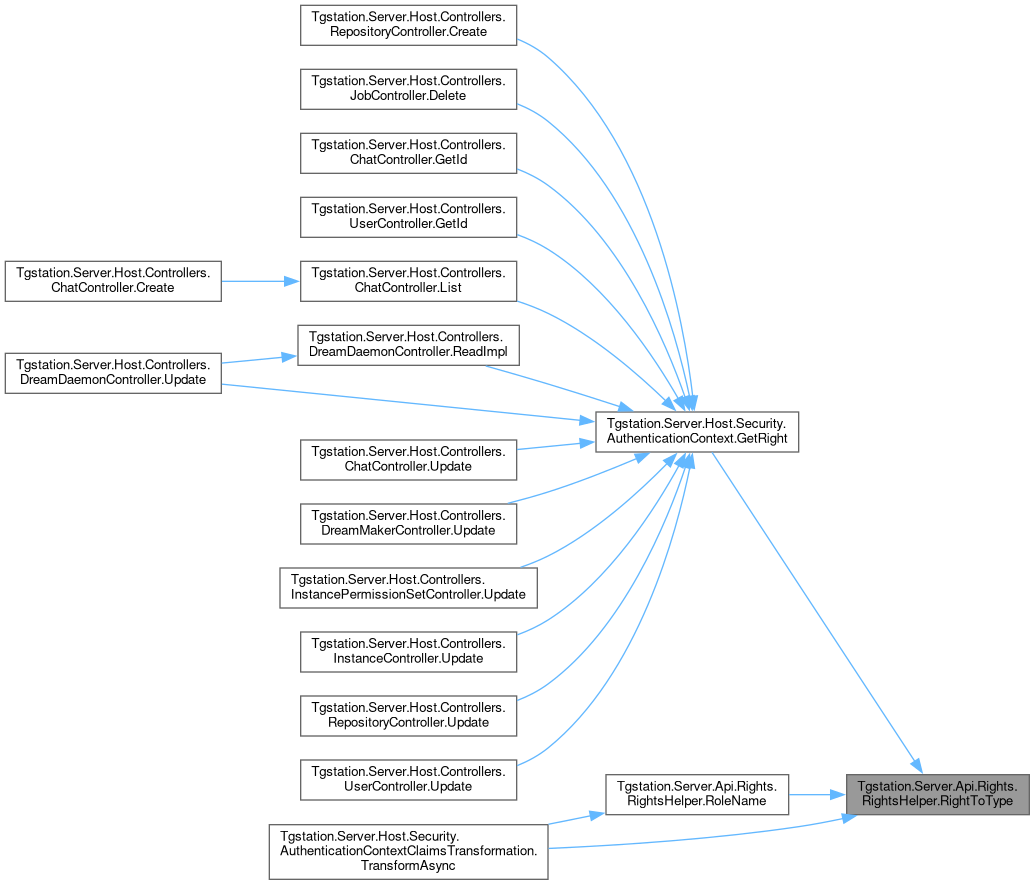 Tgstation.Server.Host.Controllers.
RepositoryController.Create
Tgstation.Server.Host.Controllers.
JobController.Delete
Tgstation.Server.Host.Controllers.
ChatController.GetId
Tgstation.Server.Host.Controllers.
UserController.GetId
Tgstation.Server.Host.Controllers.
ChatController.Create
Tgstation.Server.Host.Controllers.
ChatController.List
Tgstation.Server.Host.Controllers.
DreamDaemonController.Update
Tgstation.Server.Host.Controllers.
DreamDaemonController.ReadImpl
Tgstation.Server.Host.Security.
AuthenticationContext.GetRight
Tgstation.Server.Host.Controllers.
ChatController.Update
Tgstation.Server.Host.Controllers.
DreamMakerController.Update
Tgstation.Server.Host.Controllers.
InstancePermissionSetController.Update
Tgstation.Server.Host.Controllers.
InstanceController.Update
Tgstation.Server.Host.Controllers.
RepositoryController.Update
Tgstation.Server.Host.Controllers.
UserController.Update
Tgstation.Server.Api.Rights.
RightsHelper.RoleName
Tgstation.Server.Api.Rights.
RightsHelper.RightToType
Tgstation.Server.Host.Security.
AuthenticationContextClaimsTransformation.
TransformAsync